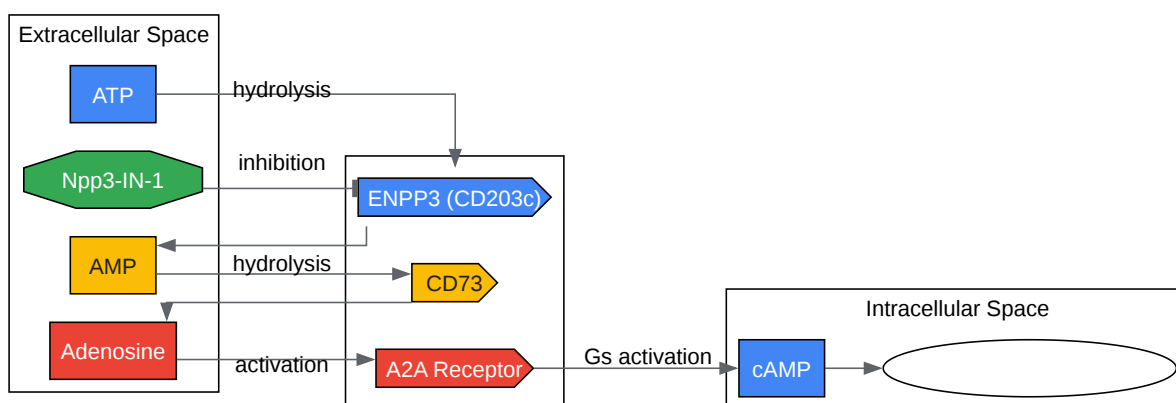 Extracellular Space
ATP
hydrolysis
Npp3-IN-1
inhibition
ENPP3 (CD203c)
AMP
hydrolysis
CD73
Adenosine
activation
A2A Receptor
Gs activation
Intracellular Space
cAMP